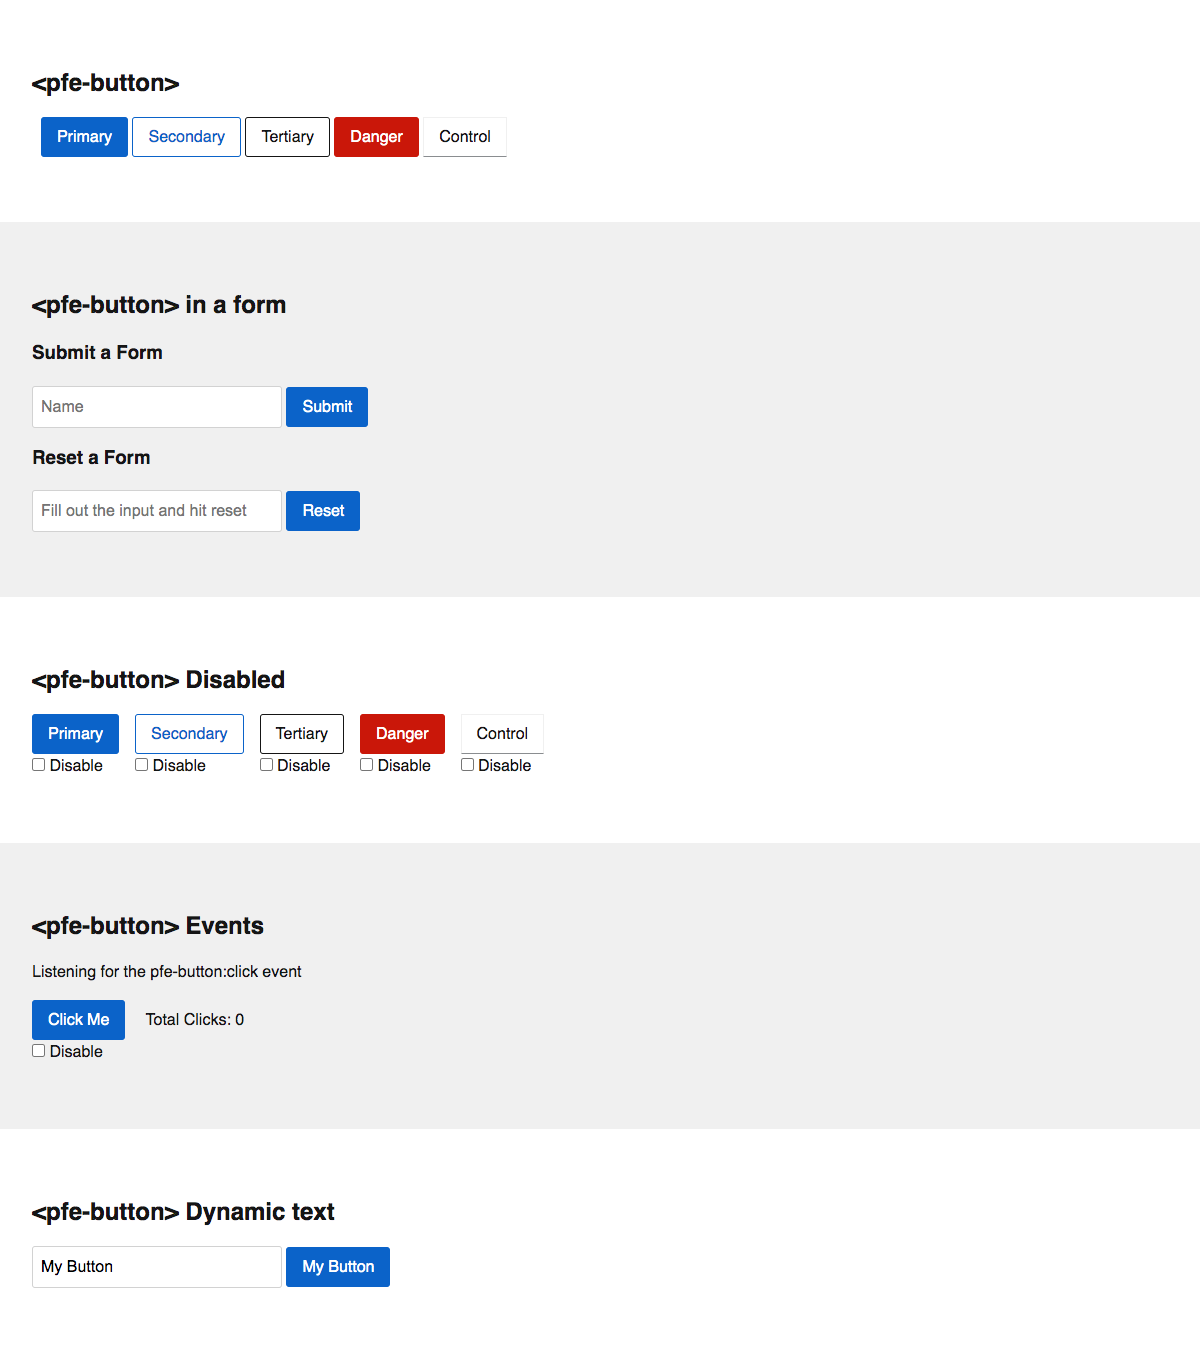 <pfe-button>
Primary Secondary Tertiary Danger Control
<pfe-button> in a form
Submit a Form
Name Submit
Reset a Form
Fill out the input and hit reset Reset
<pfe-button> Disabled
Primary Secondary Tertiary Danger Control
Disable Disable Disable Disable Disable
<pfe-button> Events
Listening for the pfe-button:click event
Click Me Total Clicks: 0
Disable
<pfe-button> Dynamic text
My Button My Button